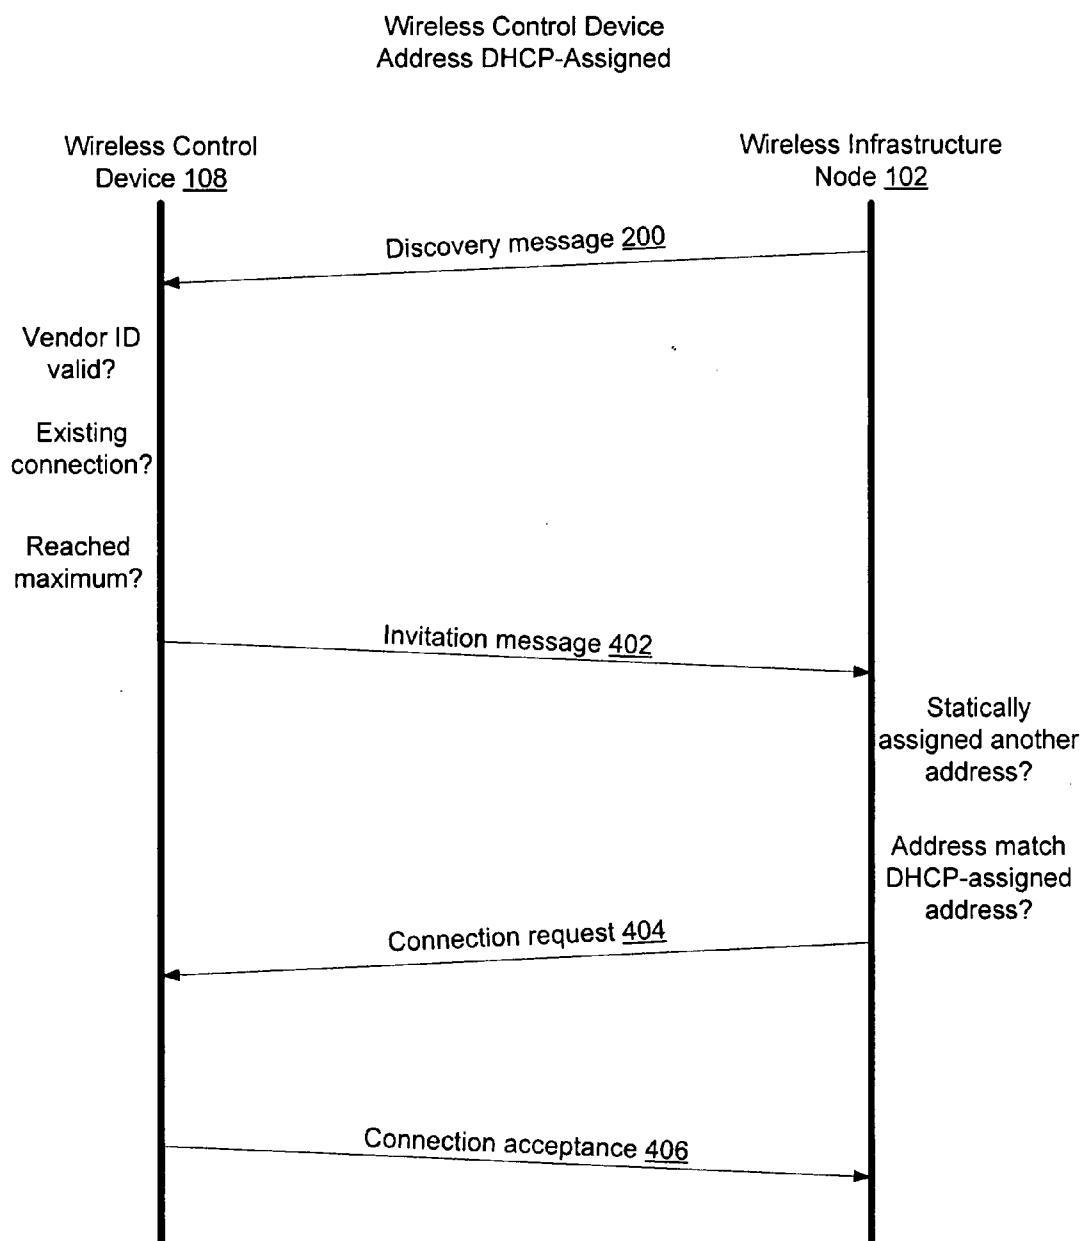 Wireless Control Device
Address DHCP-Assigned
Wireless Control
Device 108
Wireless Infrastructure
Node 102
Discovery message 200
Vendor ID
valid?
Existing
connection?
Reached
maximum?
Invitation message 402
Statically
assigned another
address?
Address match
DHCP-assigned
address?
Connection request 404
Connection acceptance 406